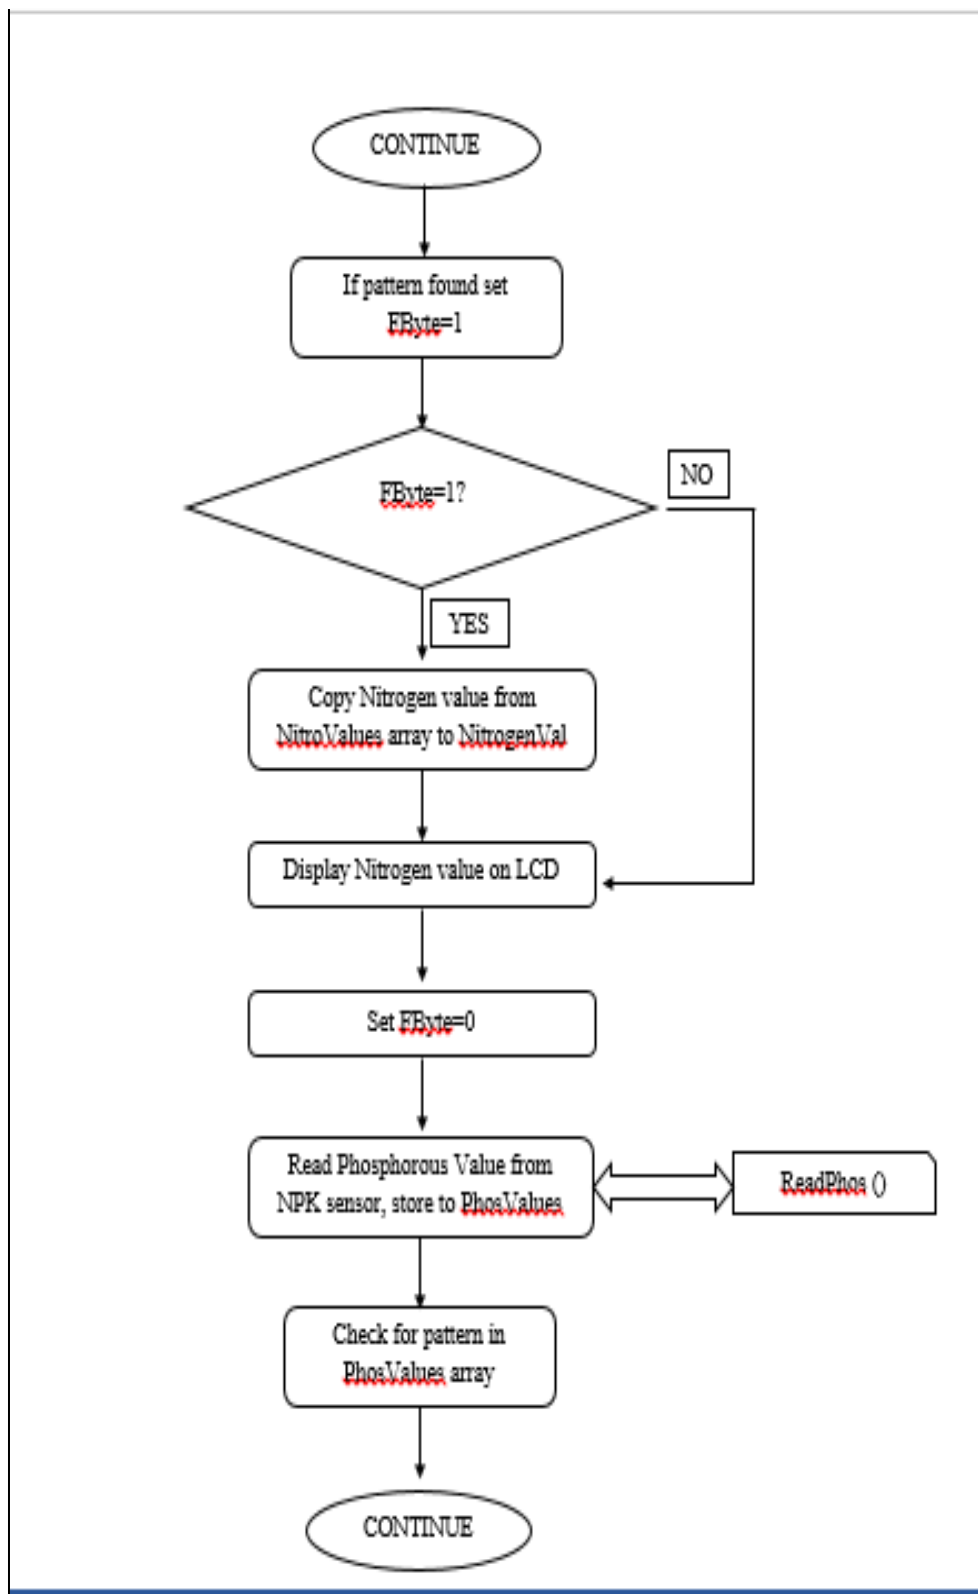 CONTINUE
If pattern found set
FByte=1
FByte=1?
NO
YES
Copy Nitrogen value from
NitroValues array to NitrogenVal
Display Nitrogen value on LCD
Set FByte=0
Read Phosphorous Value from
NPK sensor, store to PhosValues
ReadPhos ()
Check for pattern in
PhosValues array
CONTINUE